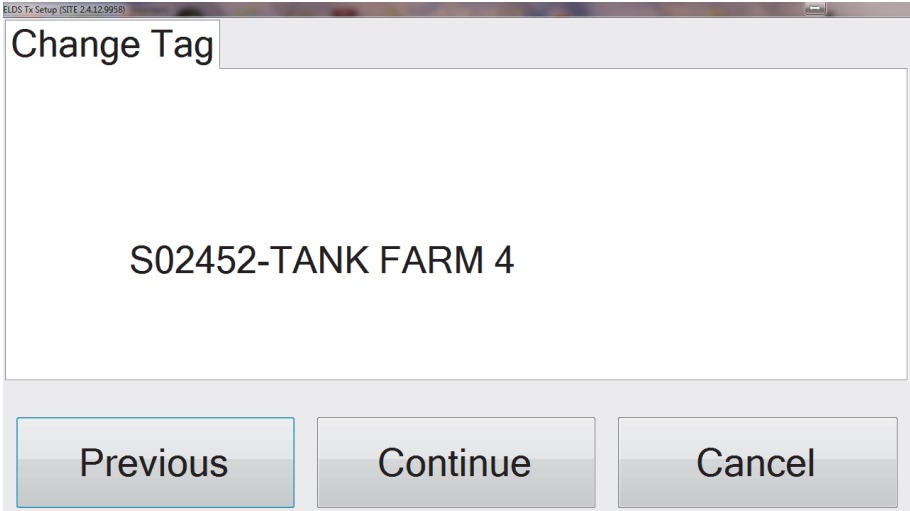 ELDS Tx Setup (SITE 2.4.12.9958)
Change Tag
S02452-TANK FARM 4
Previous
Continue
Cancel